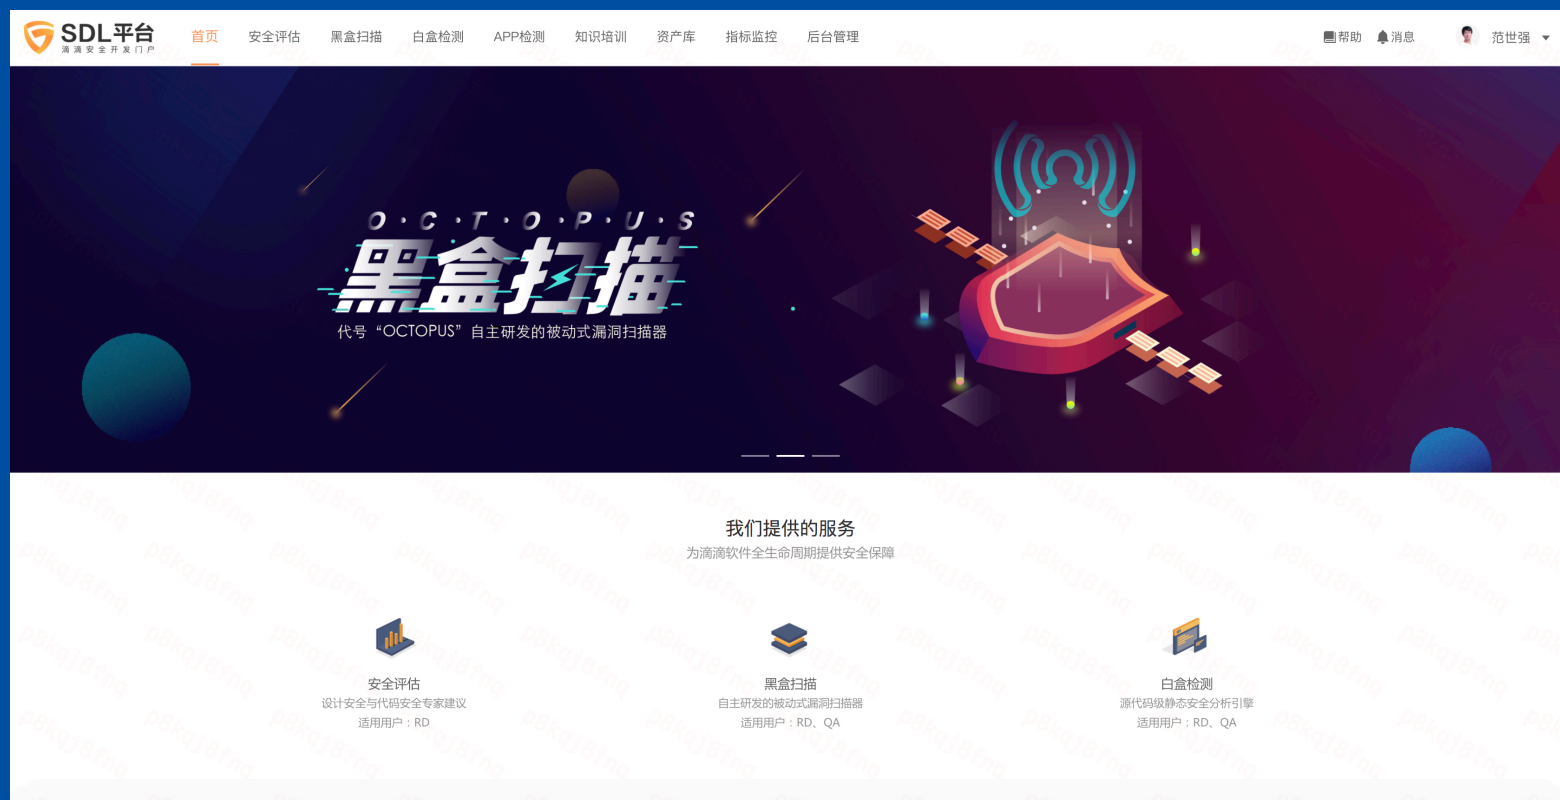 SDL平台
滴滴安全开发门户
首页 安全评估 黑盒扫描 白盒检测 APP检测 知识培训 资产库 指标监控 后台管理
帮助 消息 范世强
O·C·T·O·P·U·S
黑盒扫描
代号“OCTOPUS”自主研发的被动式漏洞扫描器
我们提供的服务
为滴滴软件全生命周期提供安全保障
安全评估
设计安全与代码安全专家建议
适用用户：RD
黑盒扫描
自主研发的被动式漏洞扫描器
适用用户：RD、QA
白盒检测
源代码级静态安全分析引擎
适用用户：RD、QA